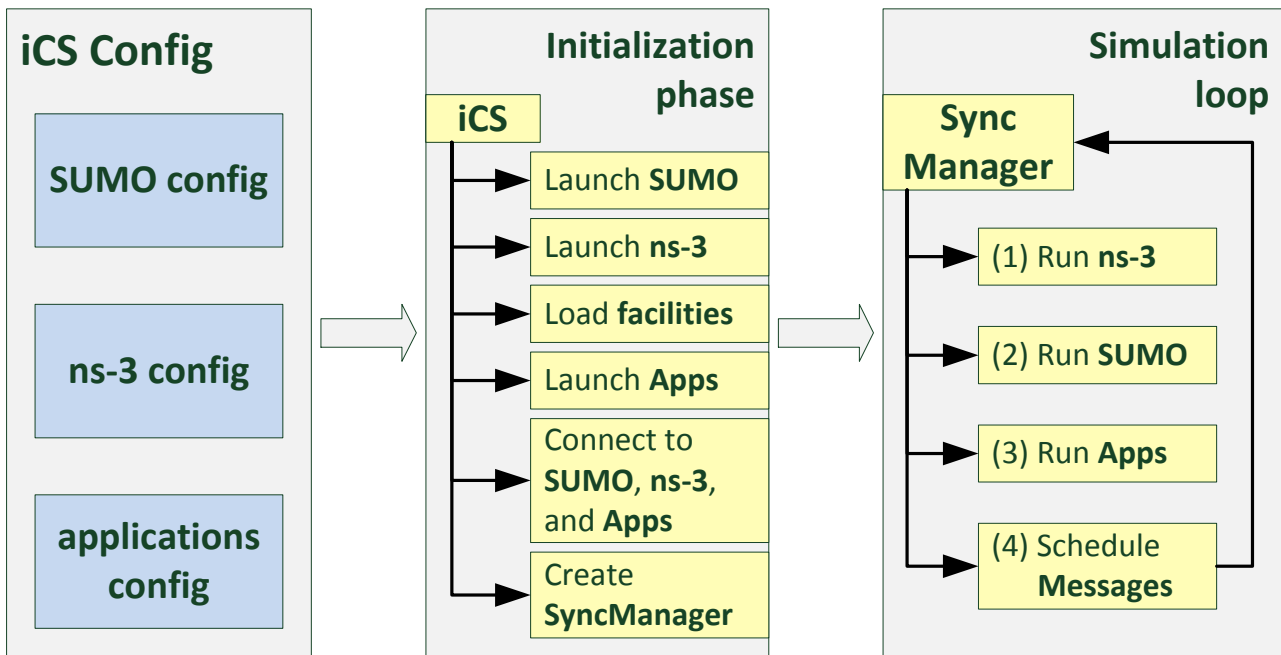 iCS Config
SUMO config
ns-3 config
applications
config
Initialization
phase
iCS
Launch SUMO
Launch ns-3
Load facilities
Launch Apps
Connect to
SUMO, ns-3,
and Apps
Create
SyncManager
Simulation
loop
Sync
Manager
(1) Run ns-3
(2) Run SUMO
(3) Run Apps
(4) Schedule
Messages